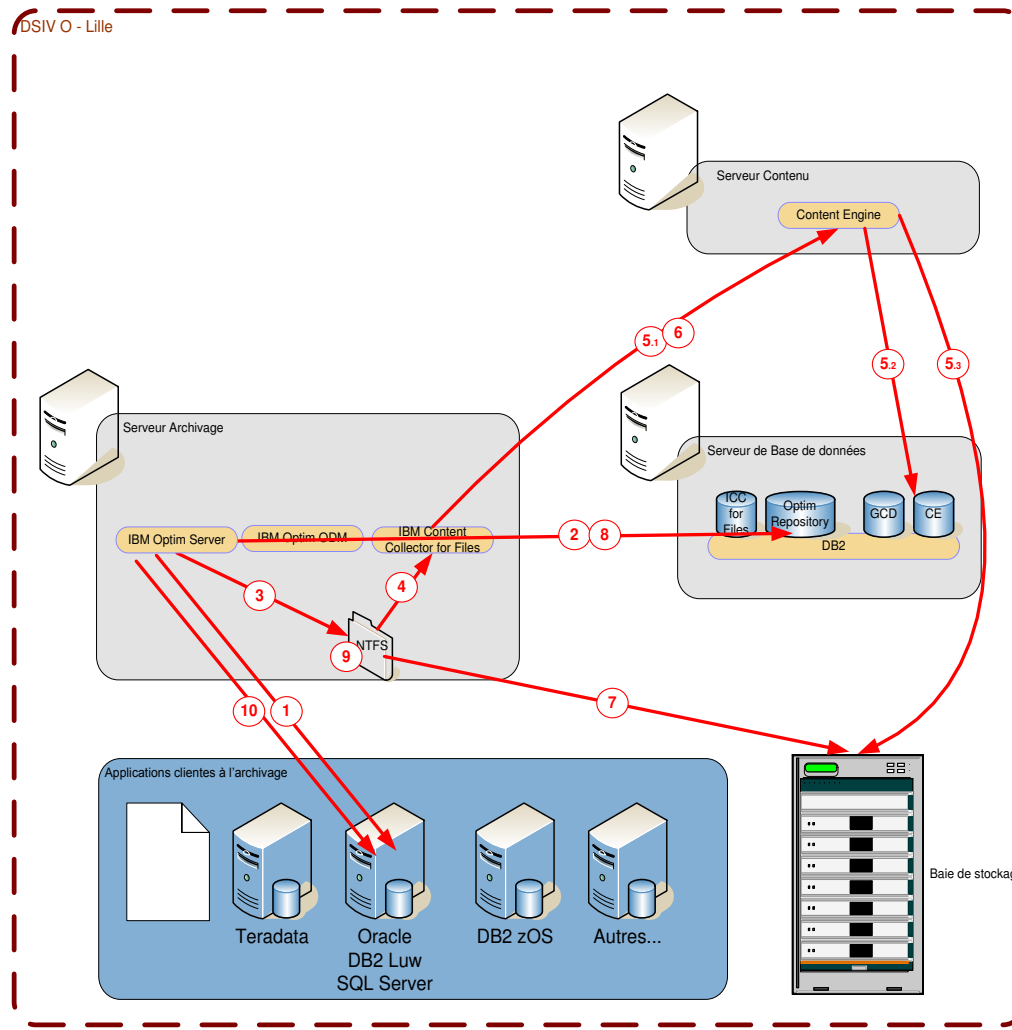 DSIV O - Lille
Serveur Contenu
Content Engine
5.1
6
5.2
5.3
Serveur Archivage
Serveur de Base de données
ICC
for
Files
Optim
Repository
GCD
CE
DB2
IBM Optim Server
IBM Optim ODM
IBM Content
Collector for Files
2
8
3
4
NTFS
9
7
10
1
Applications clientes à l'archivage
Teradata
Oracle
DB2 Luw
SQL Server
DB2 zOS
Autres...
Baie de stockag